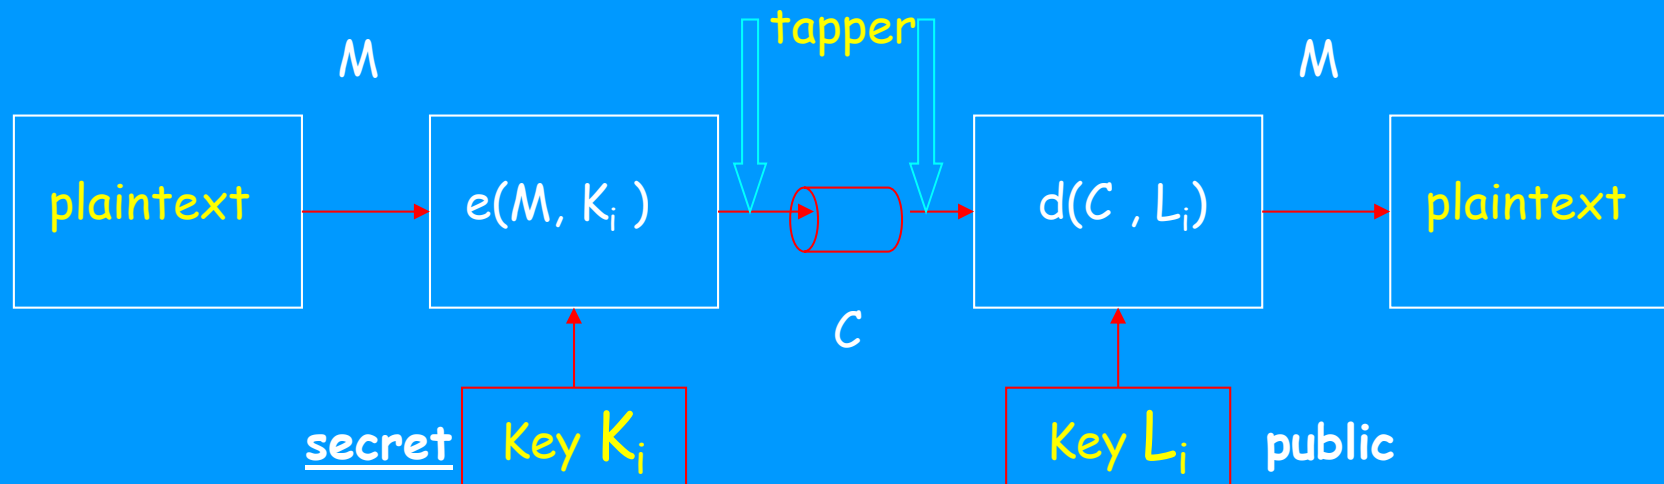 tapper
M
M
plaintext
e(M, Ki )
d(C , Li)
plaintext
C
secret
Key Ki
Key Li
public